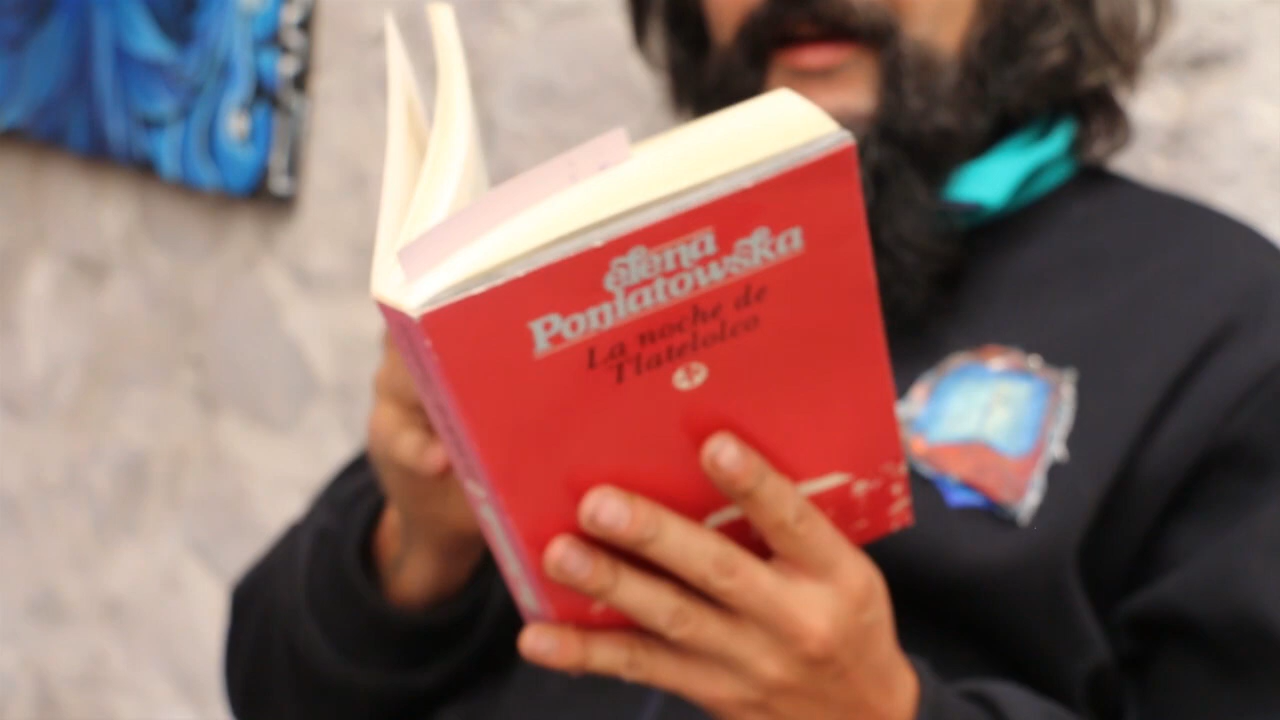 elena
Poniatowska
La noche de
Tlatelolco